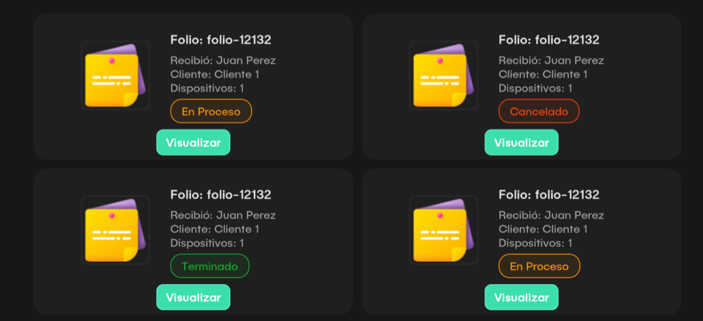 Folio: folio-12132
Recibió: Juan Perez
Cliente: Cliente 1
Dispositivos: 1
En Proceso
Visualizar
Folio: folio-12132
Recibió: Juan Perez
Cliente: Cliente 1
Dispositivos: 1
Cancelado
Visualizar
Folio: folio-12132
Recibió: Juan Perez
Cliente: Cliente 1
Dispositivos: 1
Terminado
Visualizar
Folio: folio-12132
Recibió: Juan Perez
Cliente: Cliente 1
Dispositivos: 1
En Proceso
Visualizar